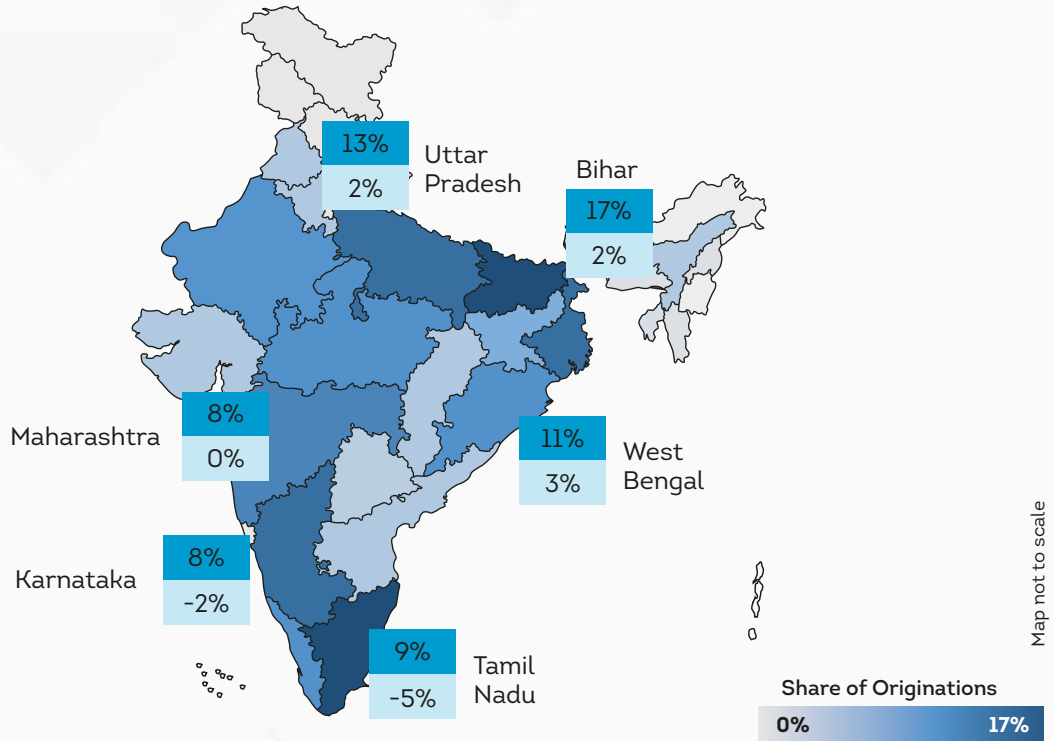 13%
2%
Uttar
Pradesh
Bihar
17%
2%
Maharashtra
8%
0%
11%
3%
West
Bengal
Karnataka
8%
-2%
9%
-5%
Tamil
Nadu
Map not to scale
Share of Originations
0%
17%